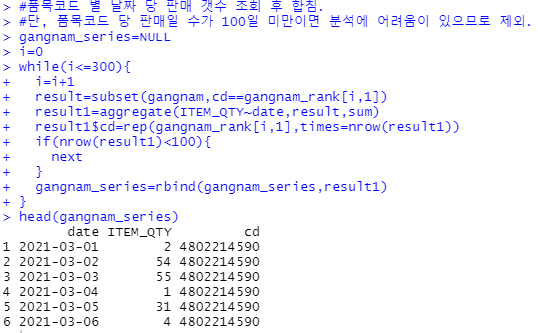 > #품목코드 별 날짜 당 판매 갯수 조회 후 합침.
> #단, 품목코드 당 판매일 수가 100일 미만이면 분석에 어려움이 있으므로 제외.
> gangnam_series=NULL
> i=0
> while(i<=300){
+   i=i+1
+   result=subset(gangnam,cd==gangnam_rank[i,1])
+   result1=aggregate(ITEM_QTY~date,result,sum)
+   result1$cd=rep(gangnam_rank[i,1],times=nrow(result1))
+   if(nrow(result1)<100){
+     next
+   }
+   gangnam_series=rbind(gangnam_series,result1)
+ }
> head(gangnam_series)
        date ITEM_QTY         cd
1 2021-03-01        2 4802214590
2 2021-03-02       54 4802214590
3 2021-03-03       55 4802214590
4 2021-03-04        1 4802214590
5 2021-03-05       31 4802214590
6 2021-03-06        4 4802214590